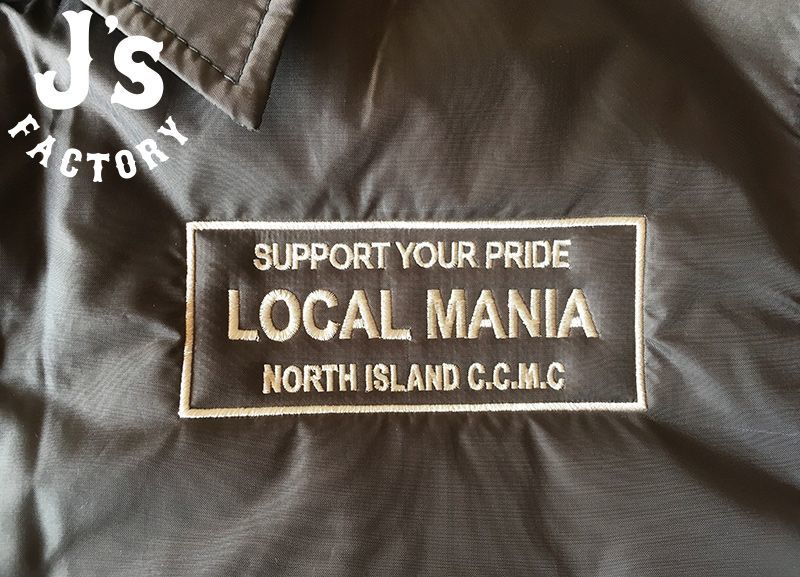 J's
FACTORY
SUPPORT YOUR PRIDE
LOCAL MANIA
NORTH ISLAND C.C.M.C